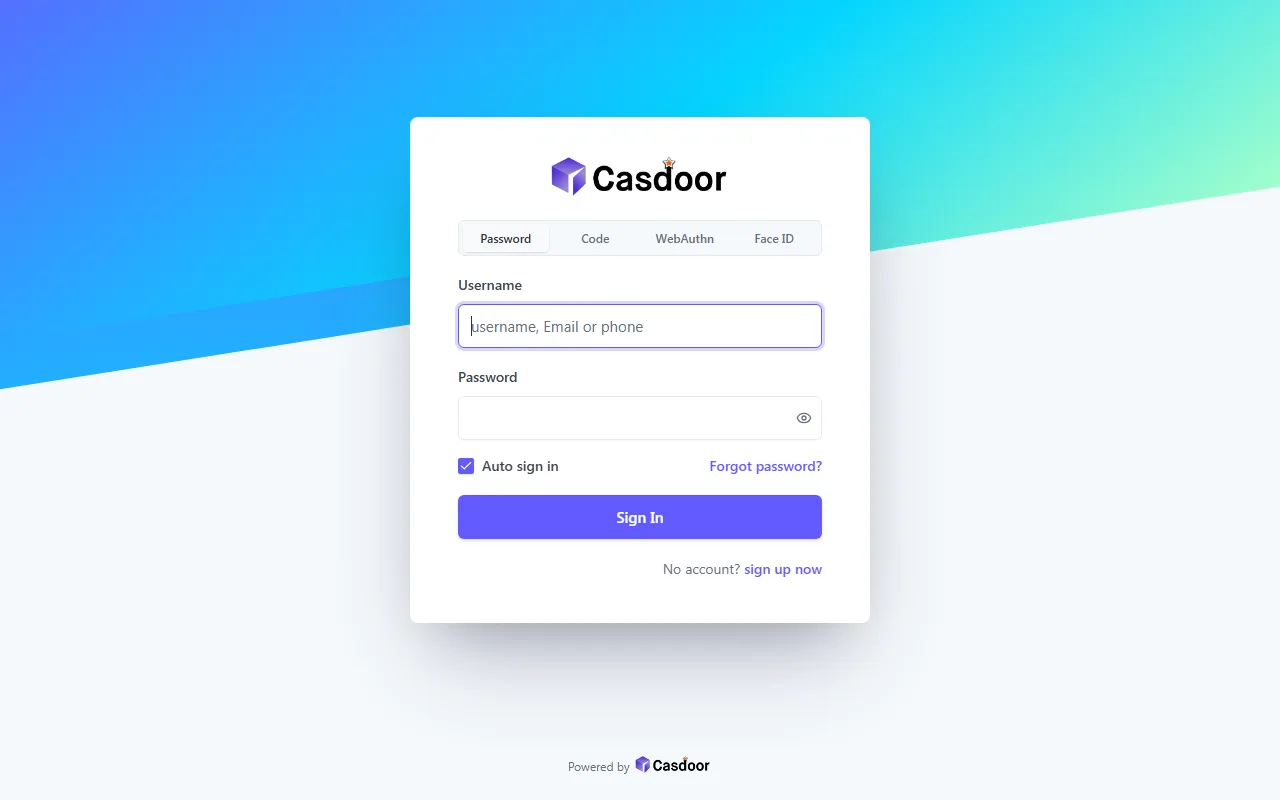 Casdoor
Password Code WebAuthn Face ID
Username
username, Email or phone
Password
Auto sign in Forgot password?
Sign In
No account? sign up now
Powered by Casdoor